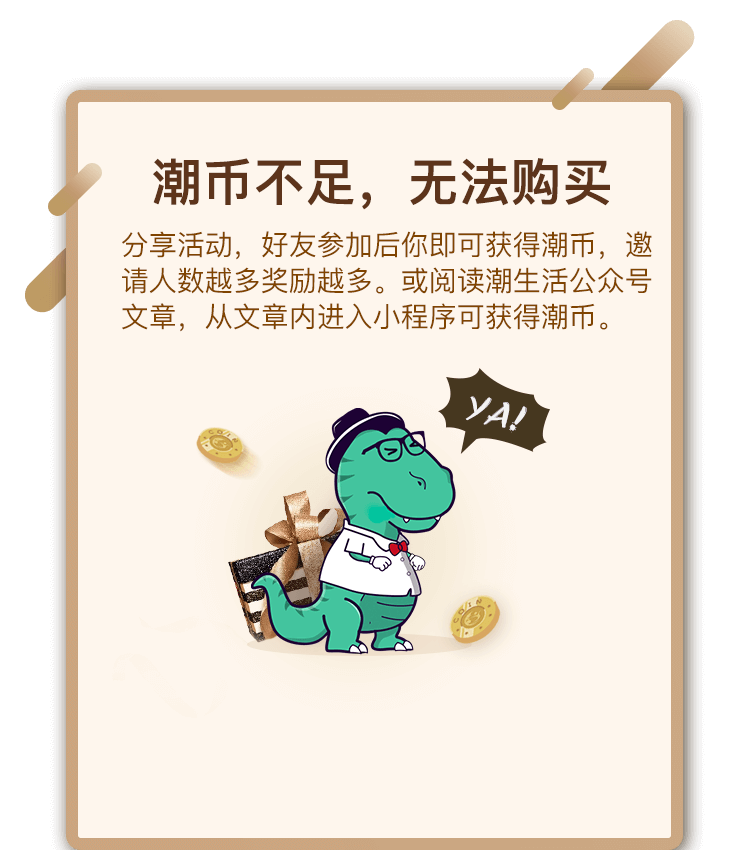 潮币不足，无法购买
分享活动，好友参加后你即可获得潮币，邀
请人数越多奖励越多。或阅读潮生活公众号
文章，从文章内进入小程序可获得潮币。
YA!
COIN
COIN